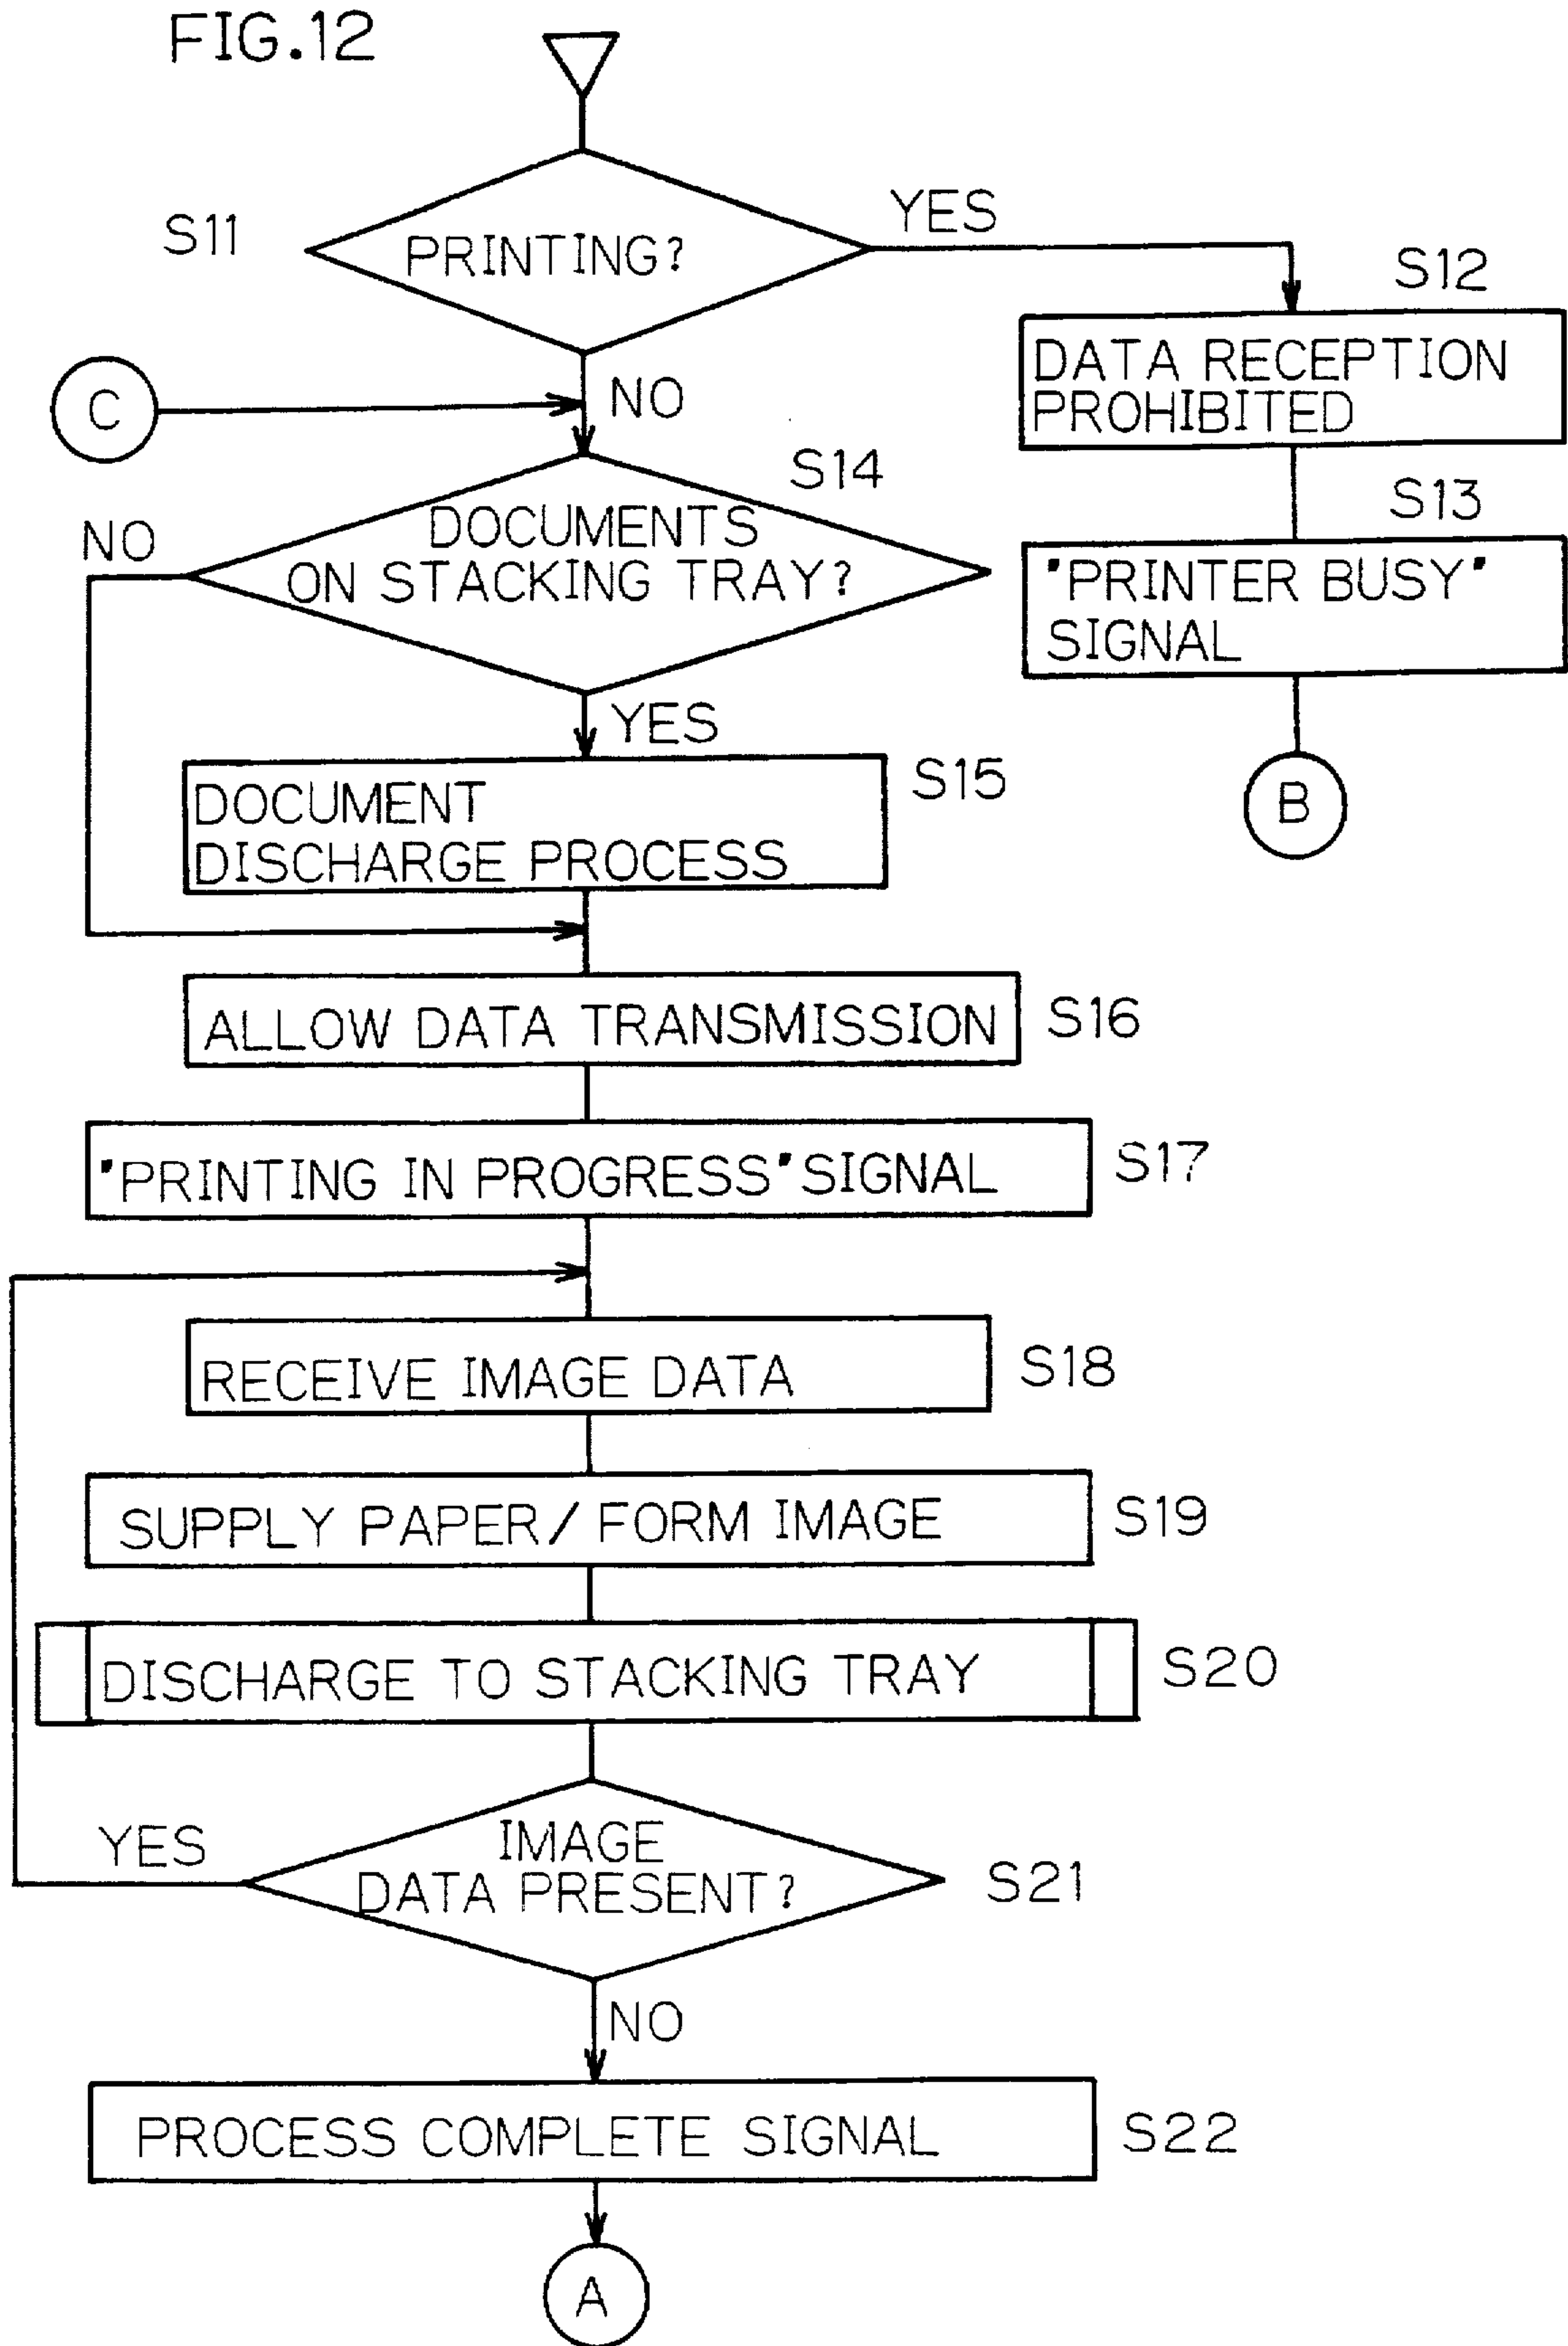 FIG.12
S11
PRINTING?
YES
S12
DATA RECEPTION
PROHIBITED
C
NO
S14
DOCUMENTS
ON STACKING TRAY?
NO
S13
"PRINTER BUSY"
SIGNAL
B
YES
S15
DOCUMENT
DISCHARGE PROCESS
ALLOW DATA TRANSMISSION
S16
"PRINTING IN PROGRESS" SIGNAL
S17
RECEIVE IMAGE DATA
S18
SUPPLY PAPER/ FORM IMAGE
S19
DISCHARGE TO STACKING TRAY
S20
YES
IMAGE
DATA PRESENT?
S21
NO
PROCESS COMPLETE SIGNAL
S22
A